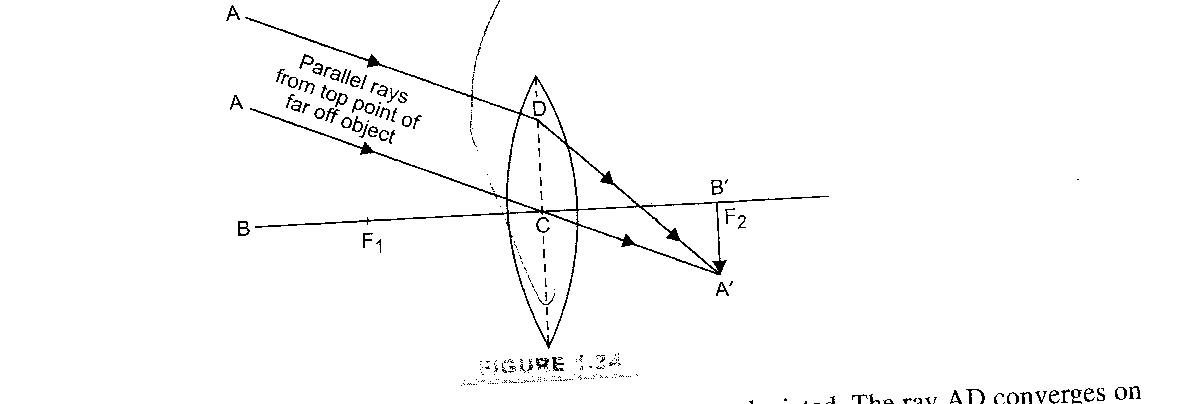 A
Parallel rays
from top point of
far off object
A
D
B′
B
F1
C
F2
A′
FIGURE 1.24
The ray AD converges on